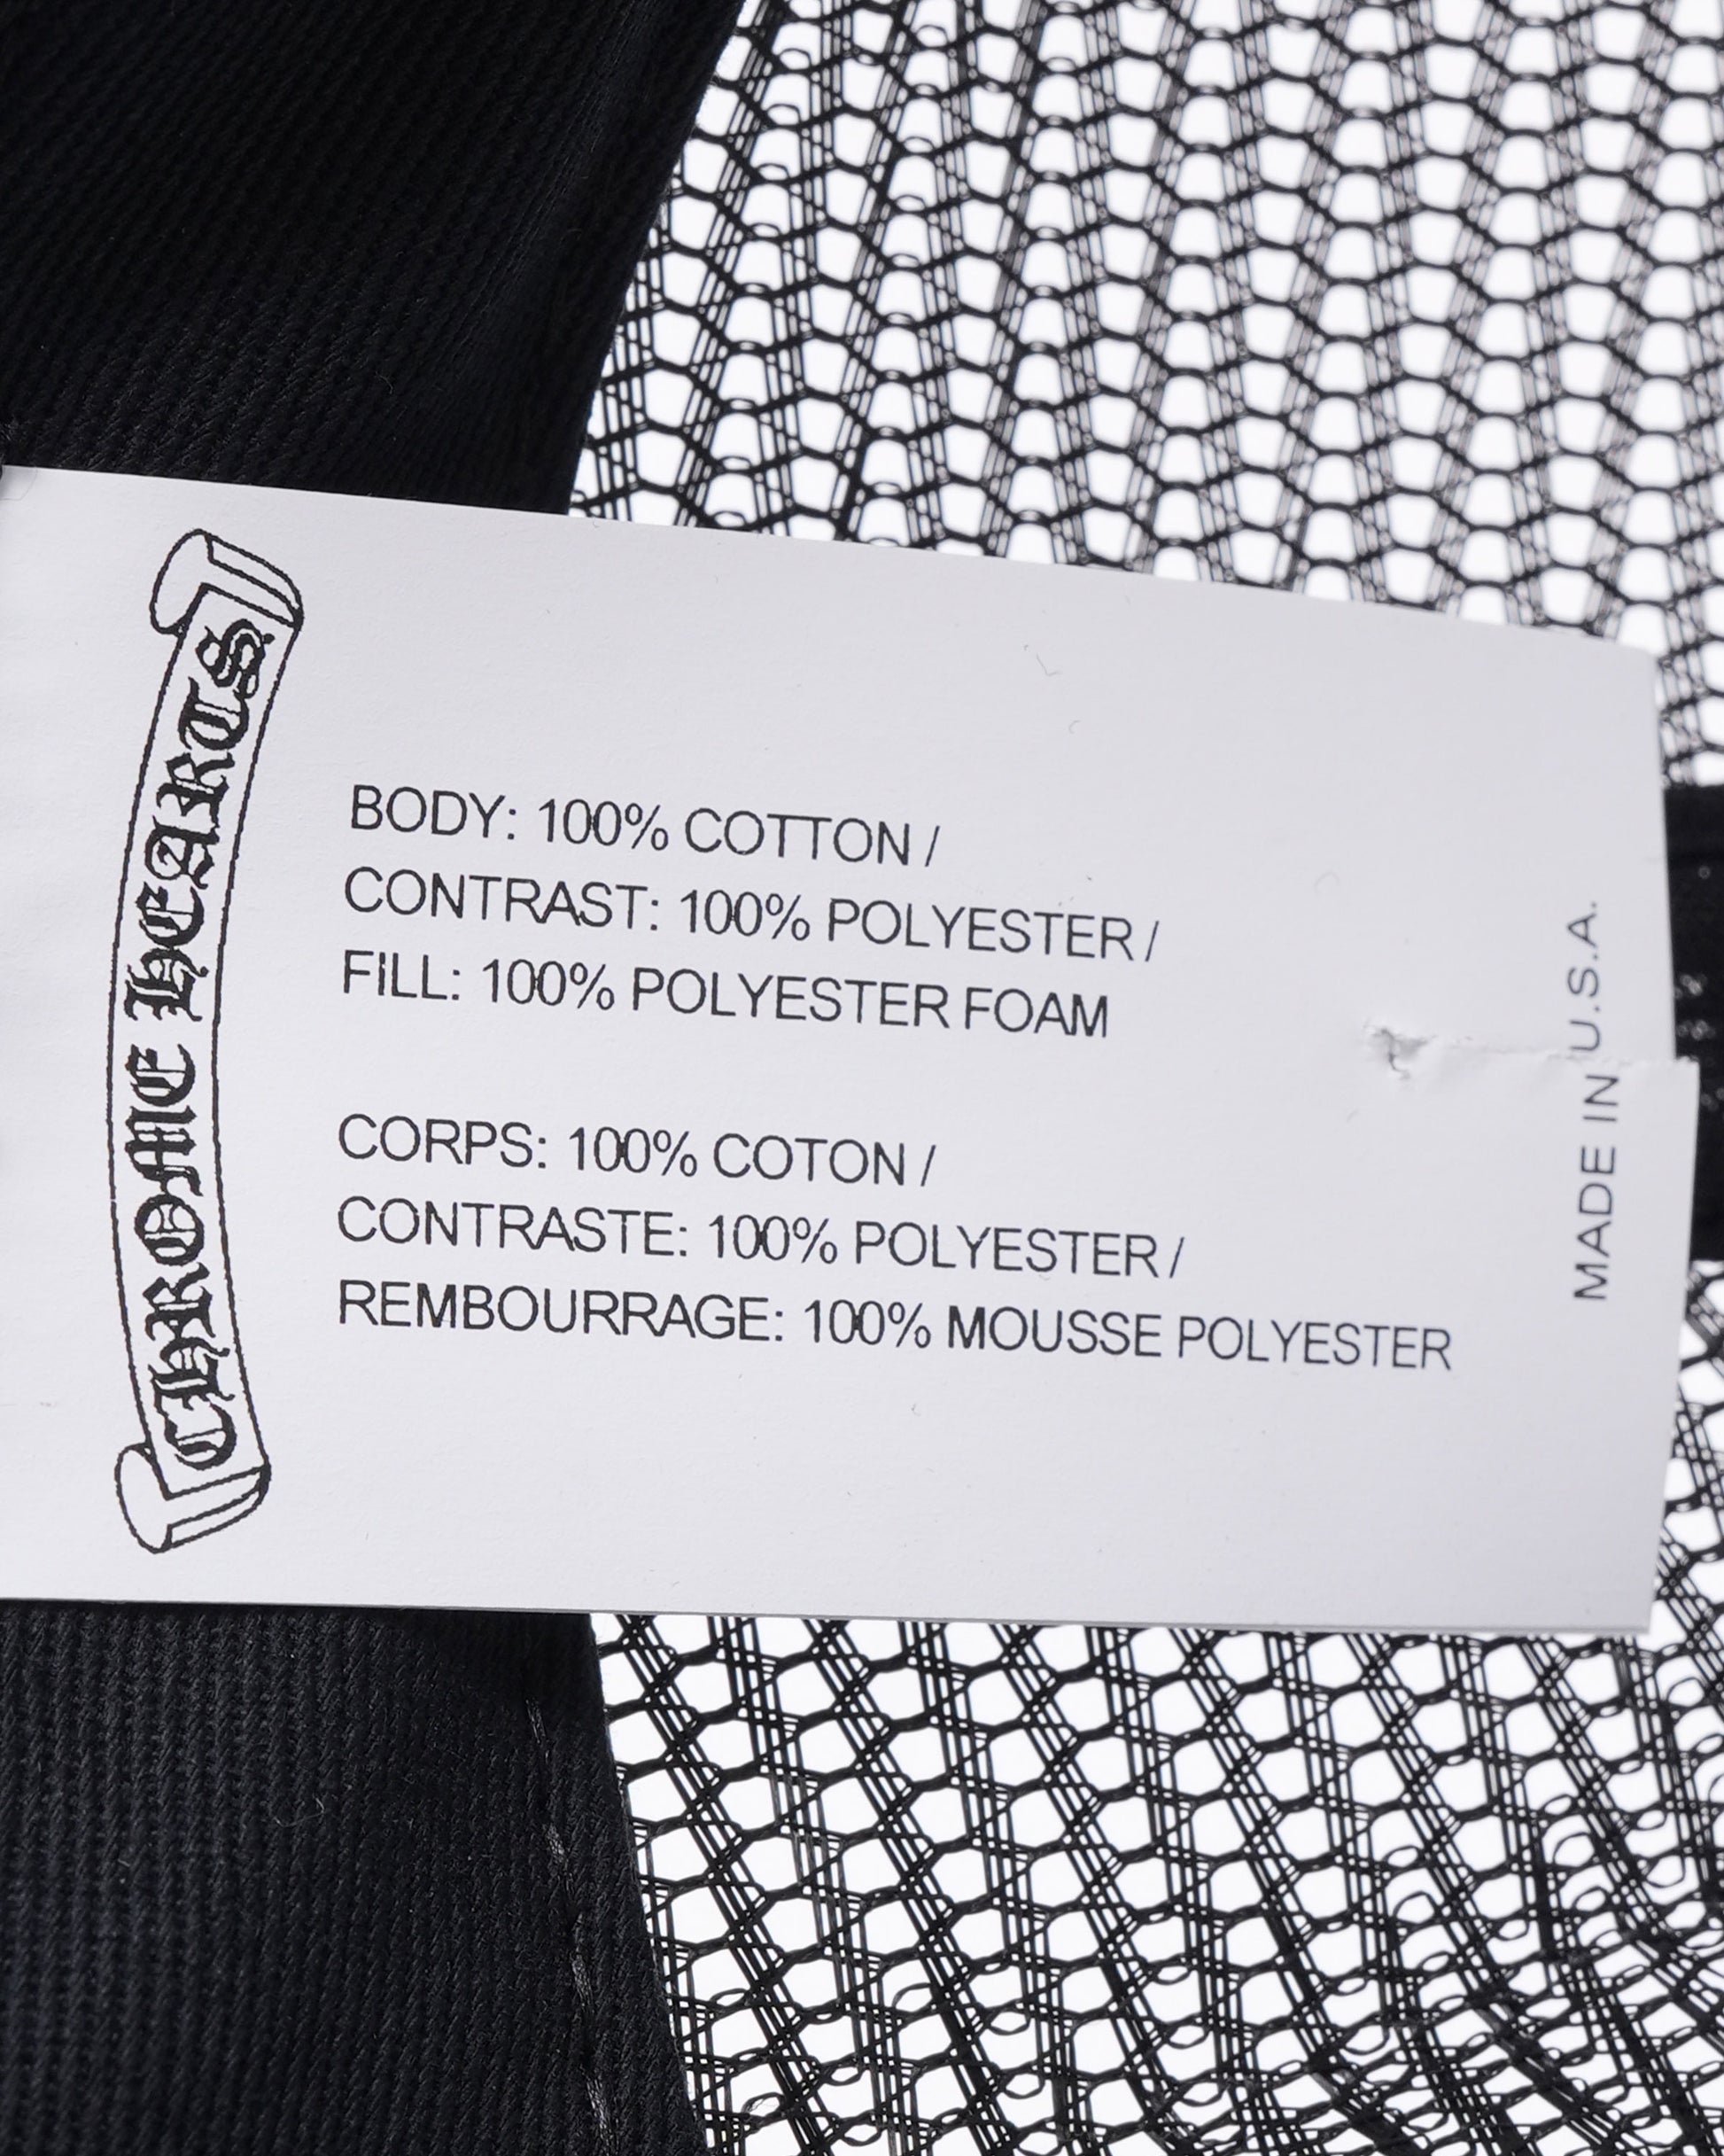 CHROME HEARTS
BODY: 100% COTTON /
CONTRAST: 100% POLYESTER /
FILL: 100% POLYESTER FOAM
CORPS: 100% COTON /
CONTRASTE: 100% POLYESTER /
REMBOURRAGE: 100% MOUSSE POLYESTER
MADE IN U.S.A.